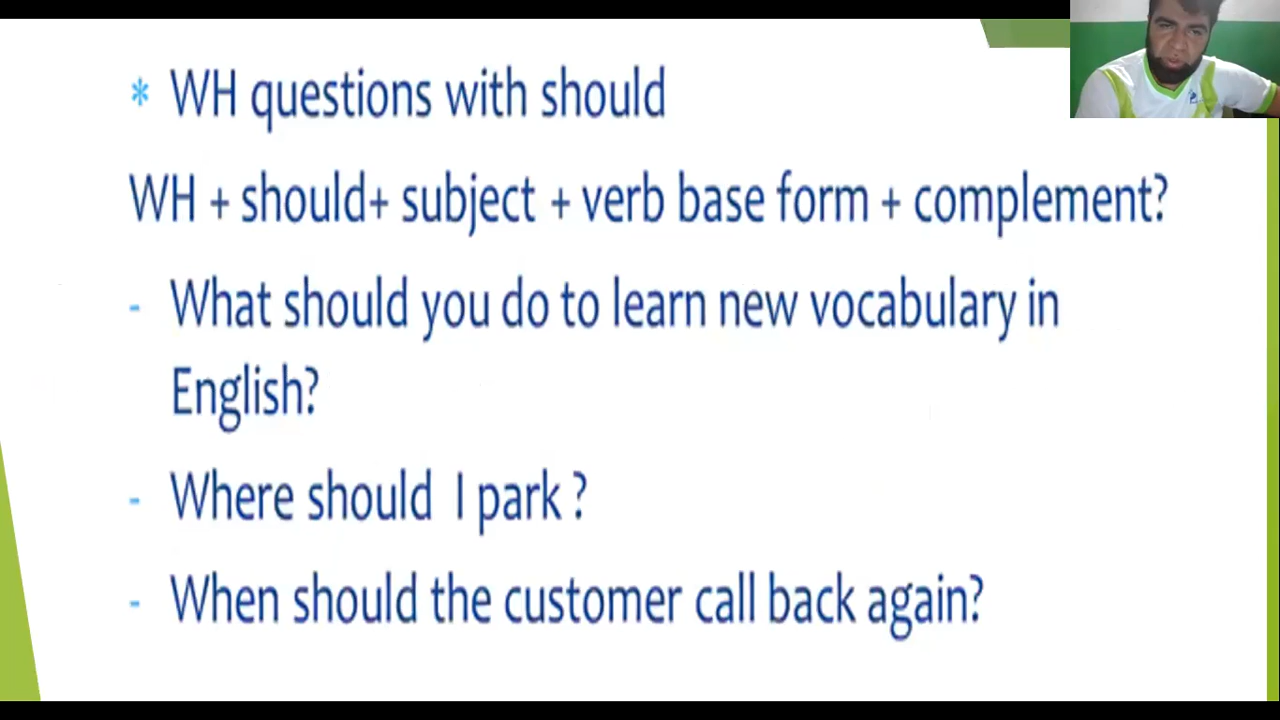 * WH questions with should
WH + should+ subject + verb base form + complement?
- What should you do to learn new vocabulary in
English?
- Where should I park ?
- When should the customer call back again?